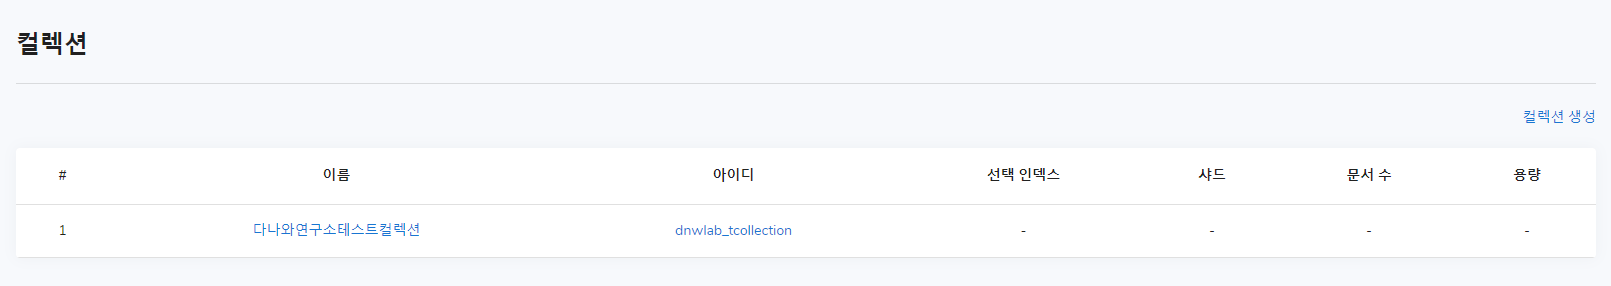 컬렉션
컬렉션 생성
# 이름 아이디 선택 인덱스 샤드 문서 수 용량
1 다나와연구소테스트컬렉션 dnwlab_tcollection - - - -